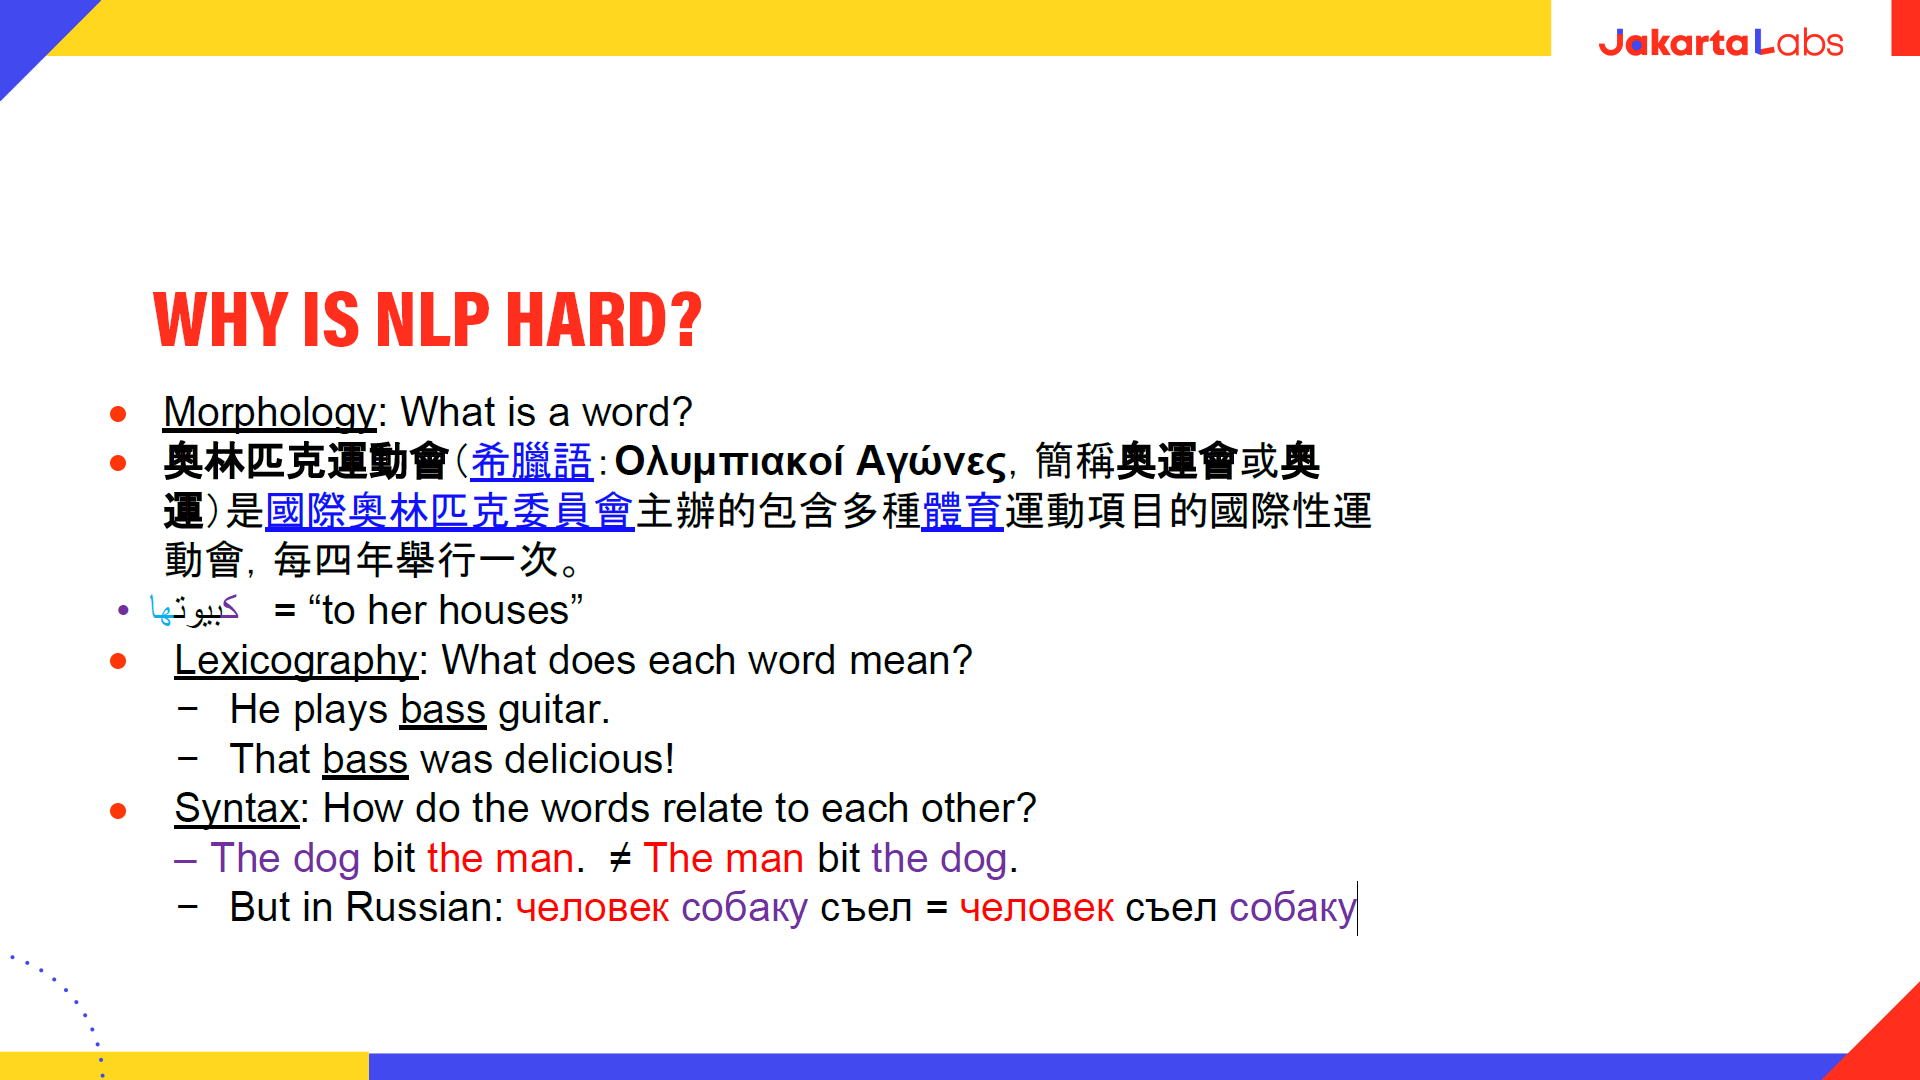 Jakarta Labs
WHY IS NLP HARD?
● Morphology: What is a word?
● 奧林匹克運動會(希臘語:Ολυμπιακοί Αγώνες, 簡稱奧運會或奧
運)是國際奧林匹克委員會主辦的包含多種體育運動項目的國際性運
動會, 每四年舉行一次。
• كبيوتها = “to her houses”
● Lexicography: What does each word mean?
– He plays bass guitar.
– That bass was delicious!
● Syntax: How do the words relate to each other?
– The dog bit the man. ≠ The man bit the dog.
– But in Russian: человек собаку съел = человек съел собаку